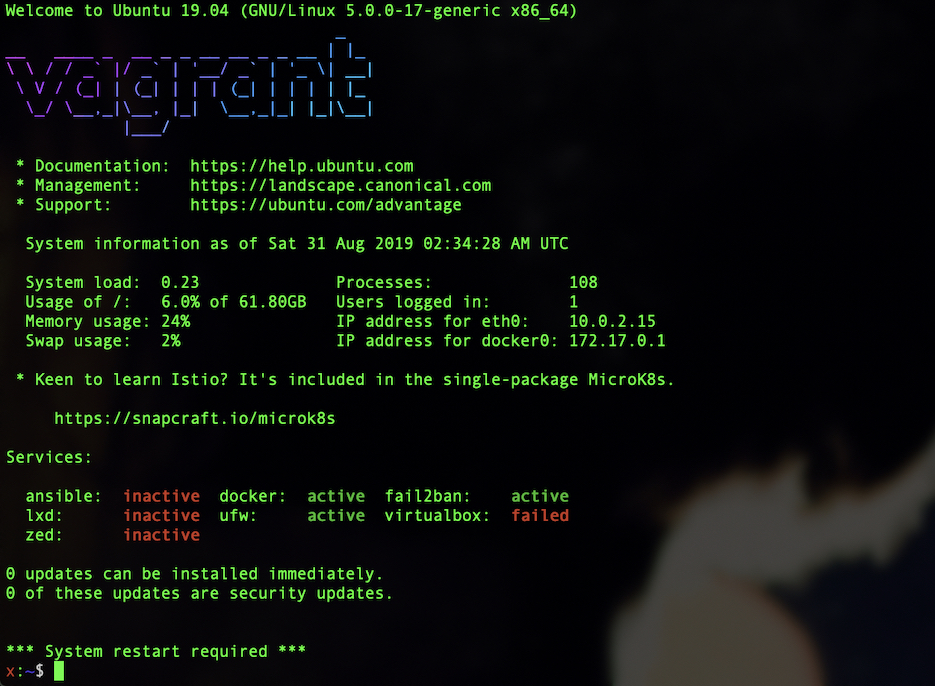 Welcome to Ubuntu 19.04 (GNU/Linux 5.0.0-17-generic x86_64)
vagrant
* Documentation: https://help.ubuntu.com
* Management: https://landscape.canonical.com
* Support: https://ubuntu.com/advantage
System information as of Sat 31 Aug 2019 02:34:28 AM UTC
System load: 0.23 Processes: 108
Usage of /: 6.0% of 61.80GB Users logged in: 1
Memory usage: 24% IP address for eth0: 10.0.2.15
Swap usage: 2% IP address for docker0: 172.17.0.1
* Keen to learn Istio? It's included in the single-package MicroK8s.
https://snapcraft.io/microk8s
Services:
ansible: inactive docker: active fail2ban: active
lxd: inactive ufw: active virtualbox: failed
zed: inactive
0 updates can be installed immediately.
0 of these updates are security updates.
*** System restart required ***
x:~$